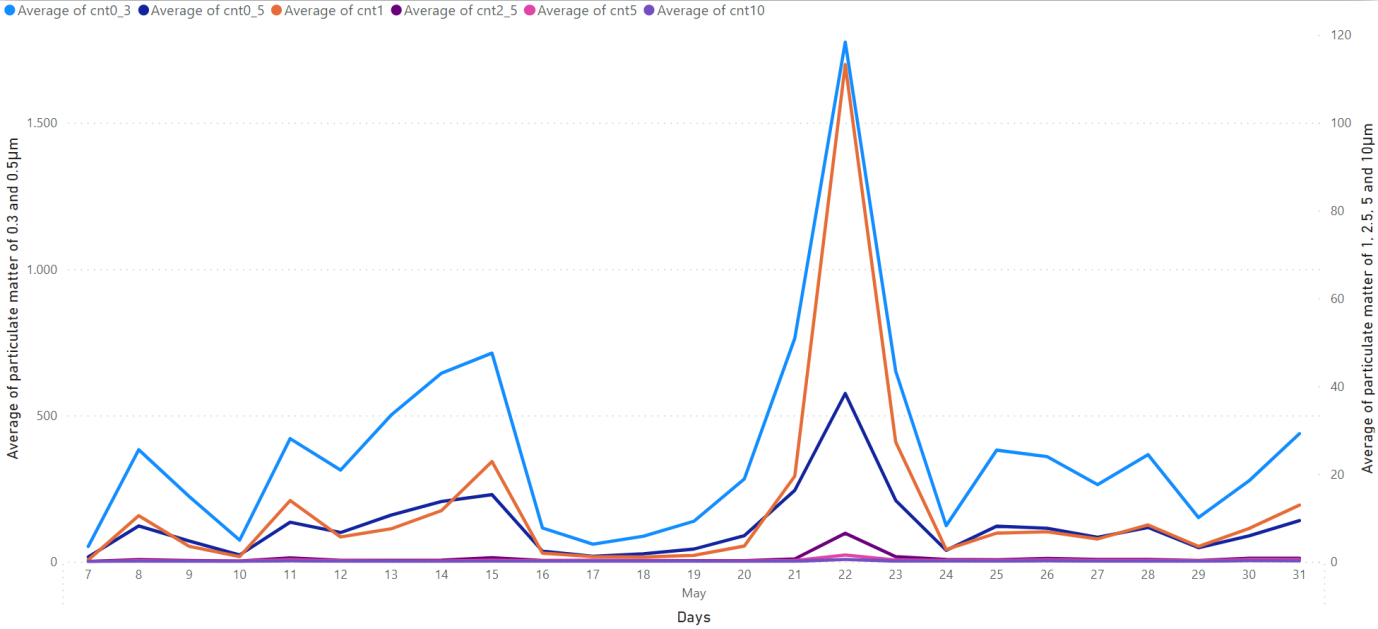 Average of cnt0_3 Average of cnt0_5 Average of cnt1 Average of cnt2_5 Average of cnt5 Average of cnt10
Average of particulate matter of 0.3 and 0.5µm
1.500
1.000
500
0
120
100
80
60
40
20
0
Average of particulate matter of 1, 2.5, 5 and 10µm
7 8 9 10 11 12 13 14 15 16 17 18 19 20 21 22 23 24 25 26 27 28 29 30 31
May
Days